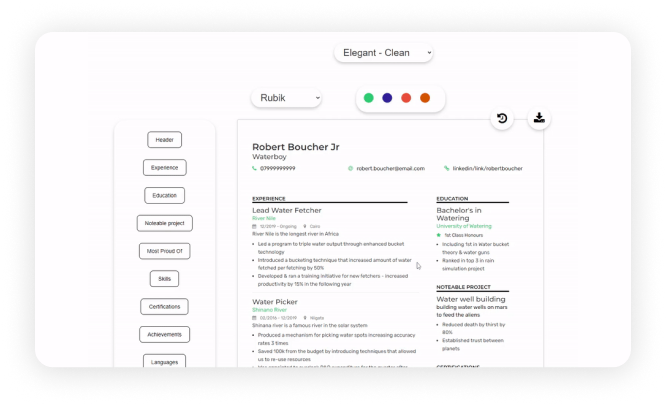 Elegant - Clean
Rubik
Header
Experience
Education
Noteable project
Most Proud Of
Skills
Certifications
Achievements
Languages
Robert Boucher Jr
Waterboy
07999999999
robert.boucher@email.com
linkedin/link/robertboucher
EXPERIENCE
Lead Water Fetcher
River Nile
12/2019 - Ongoing Cairo
River Nile is the longest river in Africa
• Led a program to triple water output through enhanced bucket
technology
• Introduced a bucketing technique that increased amount of water
fetched per fetching by 50%
• Developed & ran a training initiative for new fetchers - increased
productivity by 15% in the following year
Water Picker
Shinano River
02/2016 - 12/2019 Niigata
Shinana river is a famous river in the solar system
• Produced a mechanism for picking water spots increasing accuracy
rates 3 times
• Saved 100k from the budget by introducing techniques that allowed
us to re-use resources
EDUCATION
Bachelor's in
Watering
University of Watering
1st Class Honours
• Including 1st in Water bucket
theory & water guns
• Ranked in top 3 in rain
simulation project
NOTEABLE PROJECT
Water well building
building water wells on mars
to feed the aliens
• Reduced death by thirst by
80%
• Established trust between
planets
CERTIFICATIONS